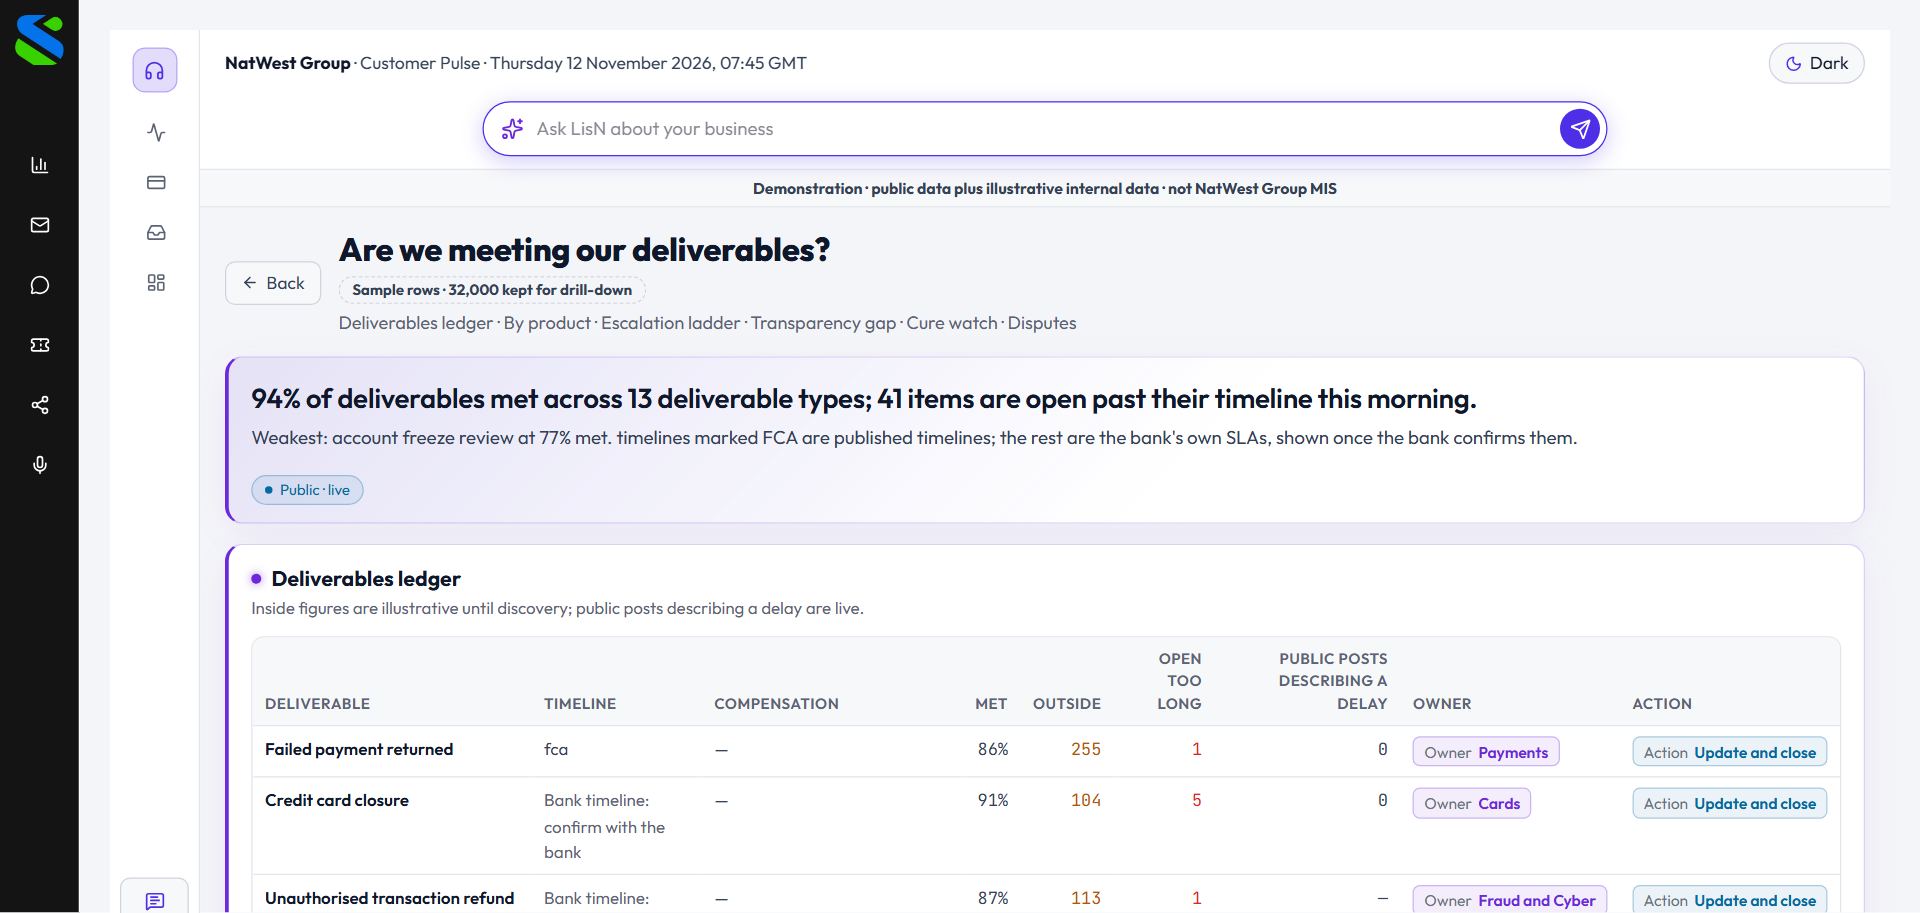 NatWest Group · Customer Pulse · Thursday 12 November 2026, 07:45 GMT
Dark
Ask LisN about your business
Demonstration · public data plus illustrative internal data · not NatWest Group MIS
Back
Are we meeting our deliverables?
Sample rows · 32,000 kept for drill-down
Deliverables ledger · By product · Escalation ladder · Transparency gap · Cure watch · Disputes
94% of deliverables met across 13 deliverable types; 41 items are open past their timeline this morning.
Weakest: account freeze review at 77% met. timelines marked FCA are published timelines; the rest are the bank's own SLAs, shown once the bank confirms them.
Public · live
Deliverables ledger
Inside figures are illustrative until discovery; public posts describing a delay are live.
DELIVERABLE TIMELINE COMPENSATION MET OUTSIDE OPEN TOO LONG PUBLIC POSTS DESCRIBING A DELAY OWNER ACTION
Failed payment returned fca — 86% 255 1 0 Owner Payments Action Update and close
Credit card closure Bank timeline: confirm with the bank — 91% 104 5 0 Owner Cards Action Update and close
Unauthorised transaction refund Bank timeline: — 87% 113 1 — Owner Fraud and Cyber Action Update and close